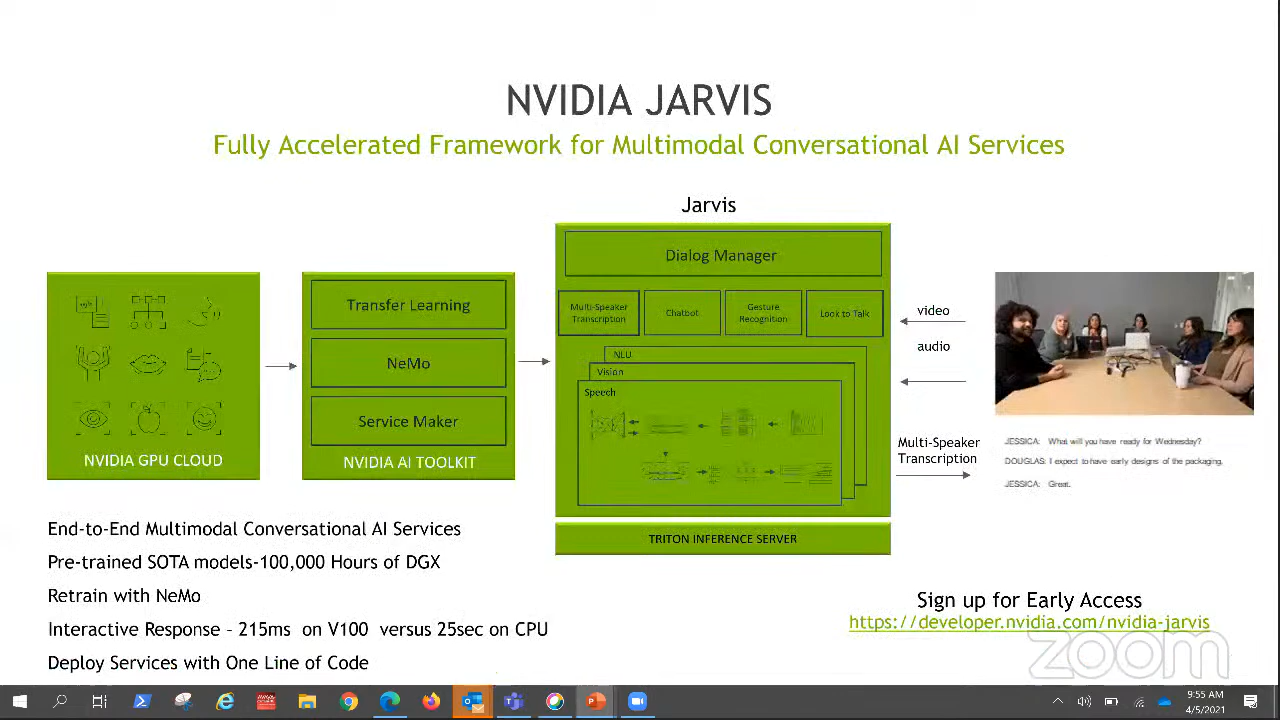 NVIDIA JARVIS
Fully Accelerated Framework for Multimodal Conversational AI Services
Jarvis
NVIDIA GPU CLOUD
Transfer Learning
NeMo
Service Maker
NVIDIA AI TOOLKIT
Dialog Manager
Multi-Speaker
Transcription
Chatbot
Gesture
Recognition
Look to Talk
NLU
Vision
Speech
TRITON INFERENCE SERVER
video
audio
Multi-Speaker
Transcription
JESSICA: What will you have ready for Wednesday?
DOUGLAS: I expect to have early designs of the packaging.
JESSICA: Great.
End-to-End Multimodal Conversational AI Services
Pre-trained SOTA models-100,000 Hours of DGX
Retrain with NeMo
Interactive Response – 215ms on V100 versus 25sec on CPU
Deploy Services with One Line of Code
Sign up for Early Access
https://developer.nvidia.com/nvidia-jarvis
zoom
9:55 AM
4/5/2021